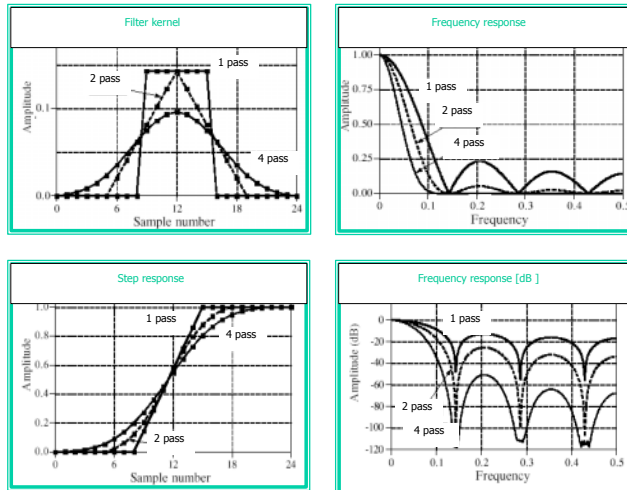 Filter kernel
1 pass
2 pass
0.1
4 pass
0.0
0 6 12 18 24
Sample number
Amplitude
Frequency response
1.00
1 pass
0.75
2 pass
0.50
4 pass
0.25
0.00
0 0.1 0.2 0.3 0.4 0.5
Frequency
Amplitude
Step response
1.0
1 pass
0.8
4 pass
0.6
0.4
0.2
2 pass
0.0
0 6 12 18 24
Sample number
Amplitude
Frequency response [dB ]
0
1 pass
-20
-40
-60
-80
2 pass
-100
4 pass
-120
0 0.1 0.2 0.3 0.4 0.5
Frequency
Amplitude (dB)